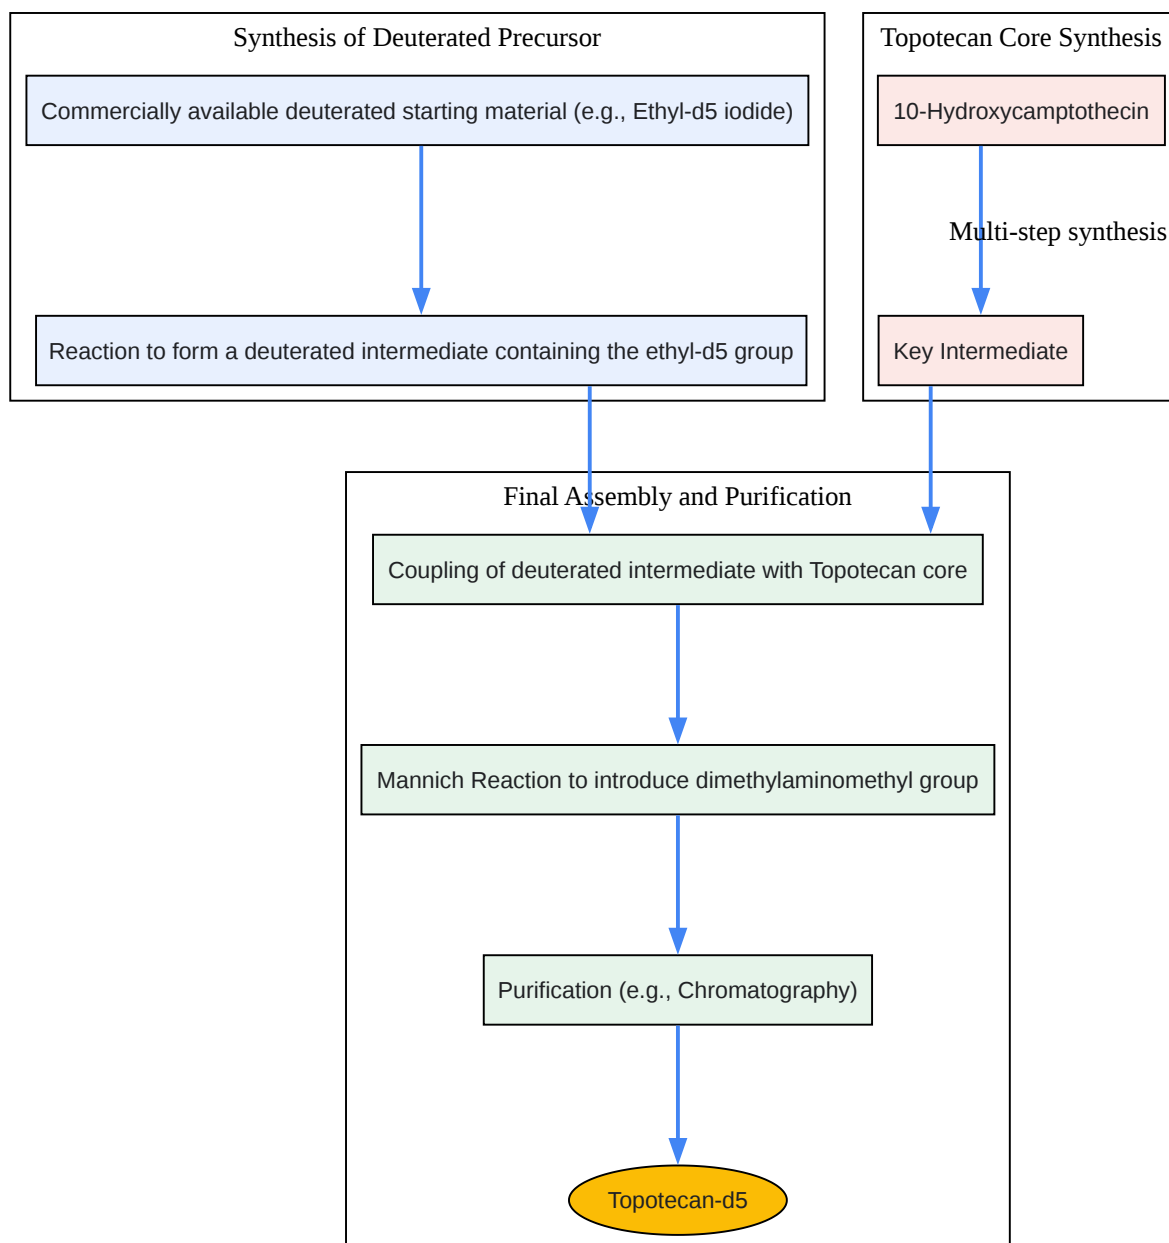 Synthesis of Deuterated Precursor
Commercially available deuterated starting material (e.g., Ethyl-d5 iodide)
Reaction to form a deuterated intermediate containing the ethyl-d5 group
Topotecan Core Synthesis
10-Hydroxycamptothecin
Multi-step synthesis
Key Intermediate
Final Assembly and Purification
Coupling of deuterated intermediate with Topotecan core
Mannich Reaction to introduce dimethylaminomethyl group
Purification (e.g., Chromatography)
Topotecan-d5